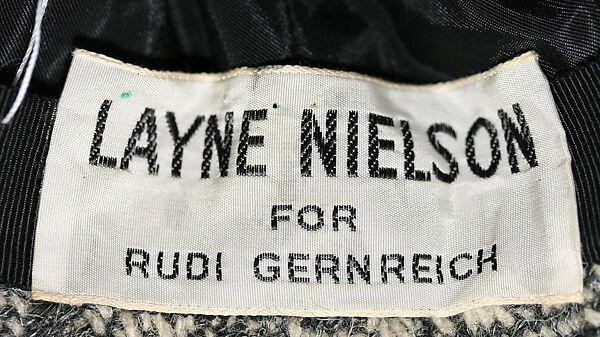 LAYNE NIELSON
FOR
RUDI GERNREICH